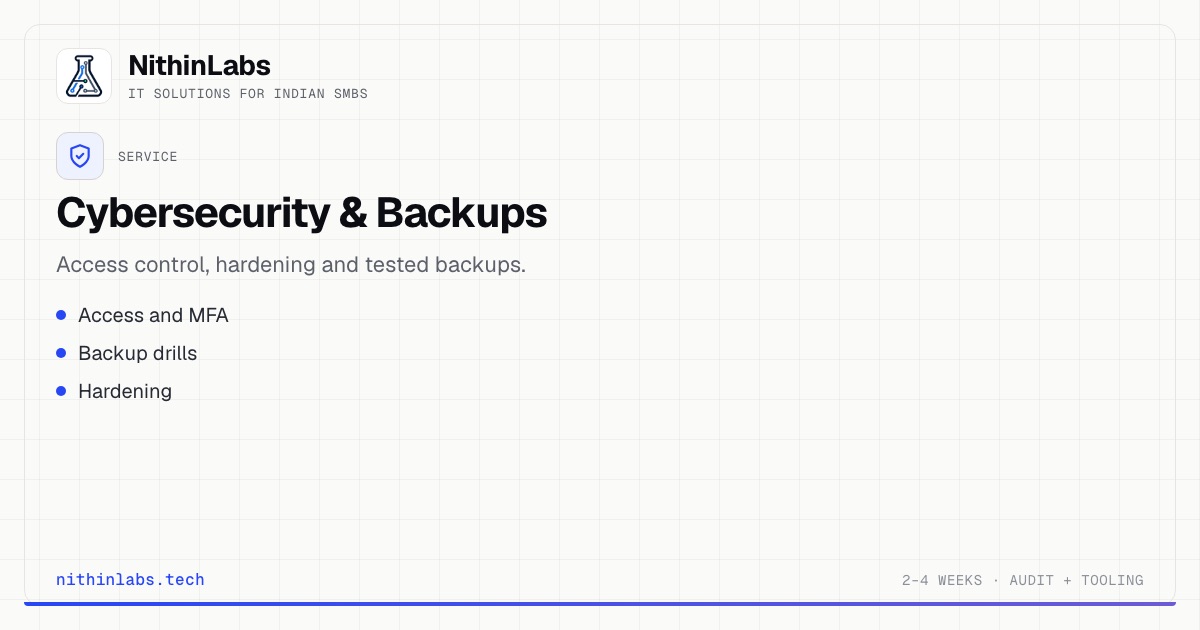 NithinLabs
IT SOLUTIONS FOR INDIAN SMBS
SERVICE
Cybersecurity & Backups
Access control, hardening and tested backups.
Access and MFA
Backup drills
Hardening
nithinlabs.tech
2–4 WEEKS · AUDIT + TOOLING